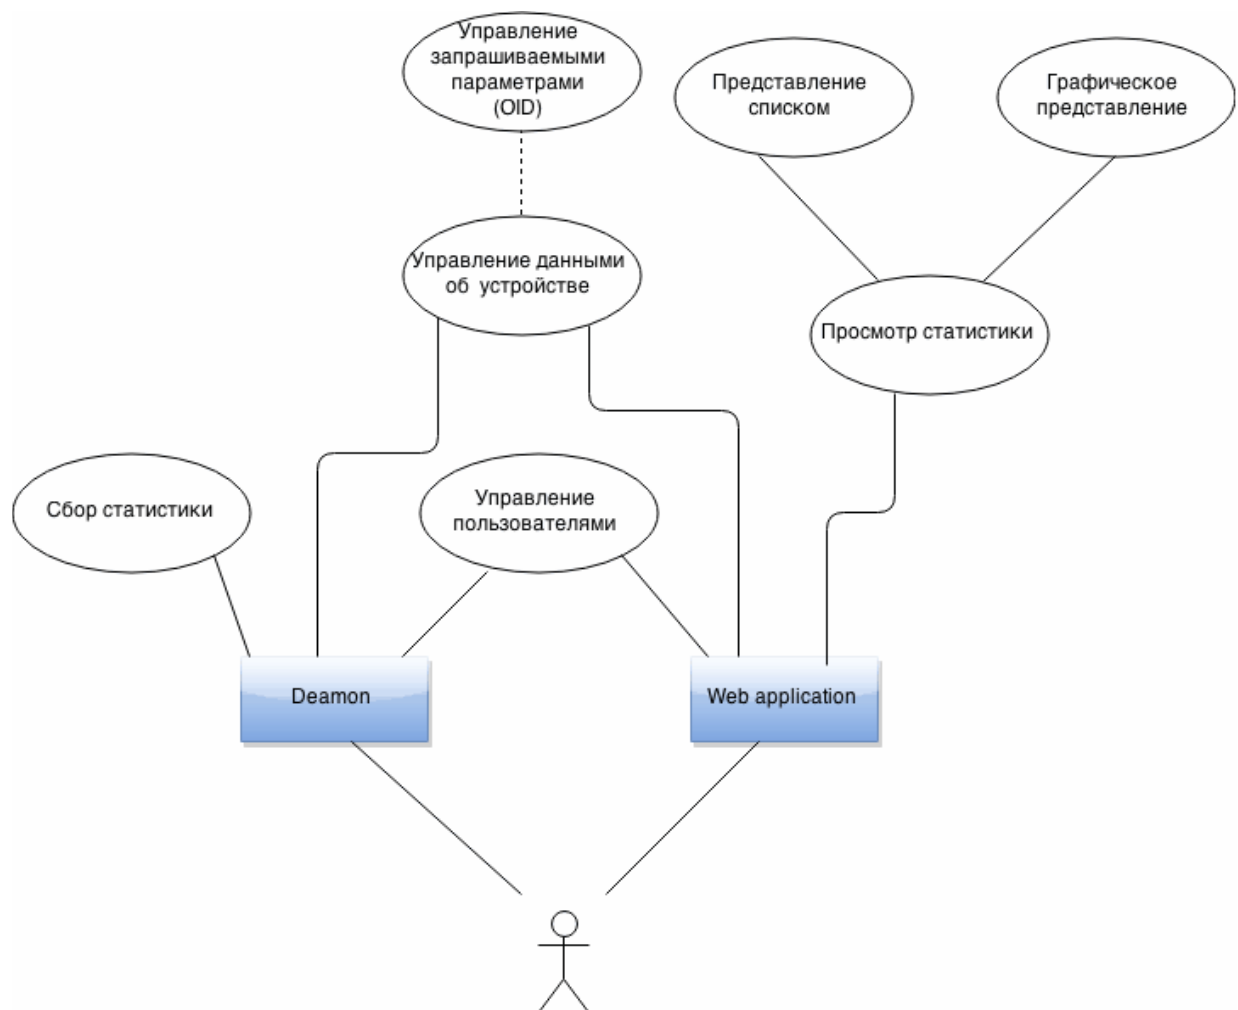 Управление
запрашиваемыми
параметрами
(OID)
Представление
списком
Графическое
представление
Управление данными
об устройстве
Просмотр статистики
Сбор статистики
Управление
пользователями
Deamon
Web application